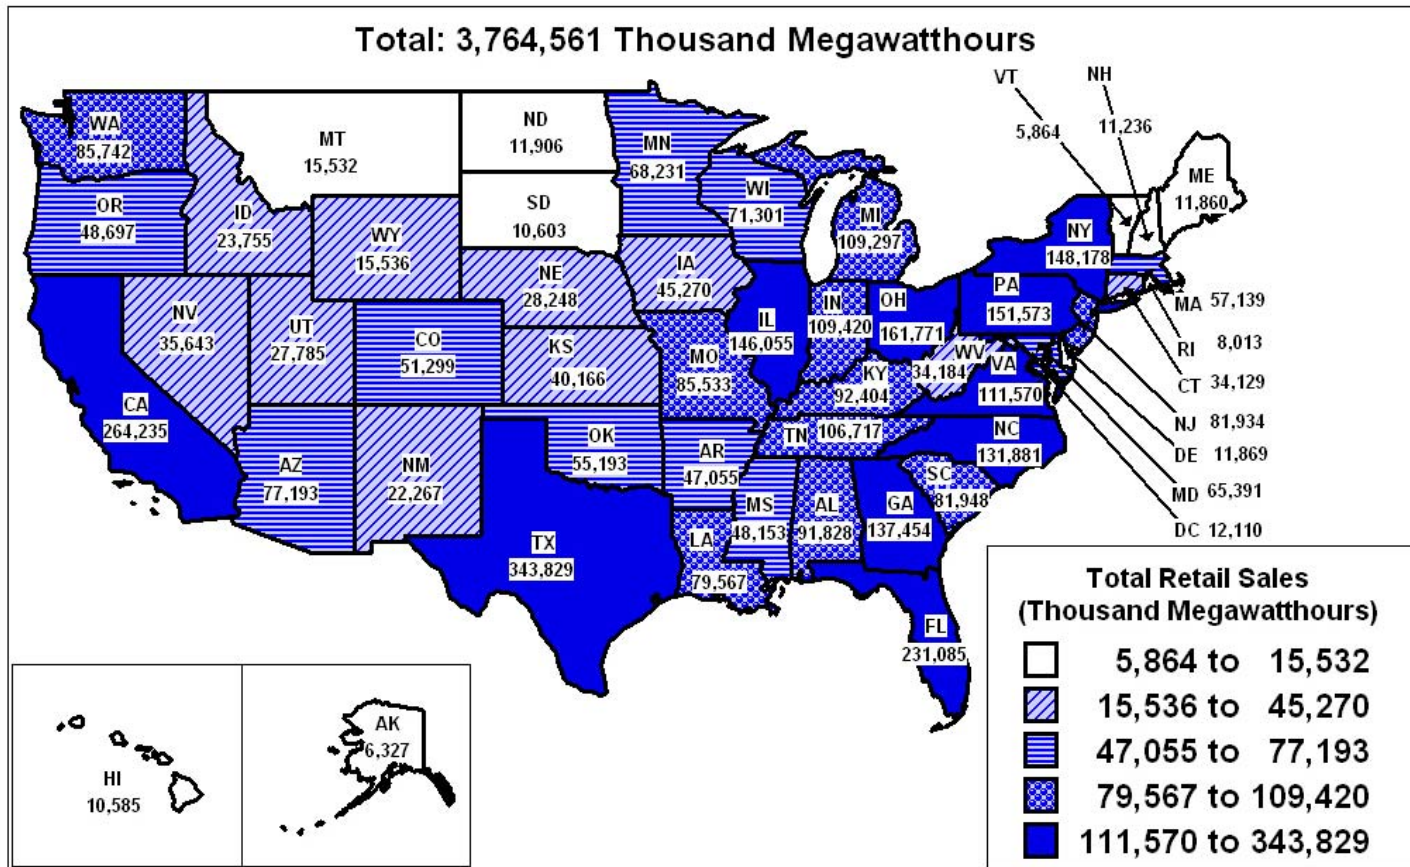 Total: 3,764,561 Thousand Megawatthours
VT
5,864
NH
11,236
WA
85,742
MT
15,532
ND
11,906
MN
68,231
ME
11,860
OR
48,697
ID
23,755
WY
15,536
SD
10,603
WI
71,301
MI
109,297
NY
148,178
NV
35,643
UT
27,785
CO
51,299
NE
28,248
KS
40,166
IA
45,270
MO
85,533
IL
146,055
IN
109,420
OH
161,771
PA
151,573
MA 57,139
RI 8,013
CT 34,129
NJ 81,934
DE 11,869
MD 65,391
DC 12,110
WV
34,184
VA
111,570
KY
92,404
CA
264,235
AZ
77,193
NM
22,267
OK
55,193
AR
47,055
TN 106,717
NC
131,881
SC
81,948
TX
343,829
LA
79,567
MS
48,153
AL
91,828
GA
137,454
FL
231,085
HI
10,585
AK
6,327
Total Retail Sales
(Thousand Megawatthours)
5,864 to 15,532
15,536 to 45,270
47,055 to 77,193
79,567 to 109,420
111,570 to 343,829